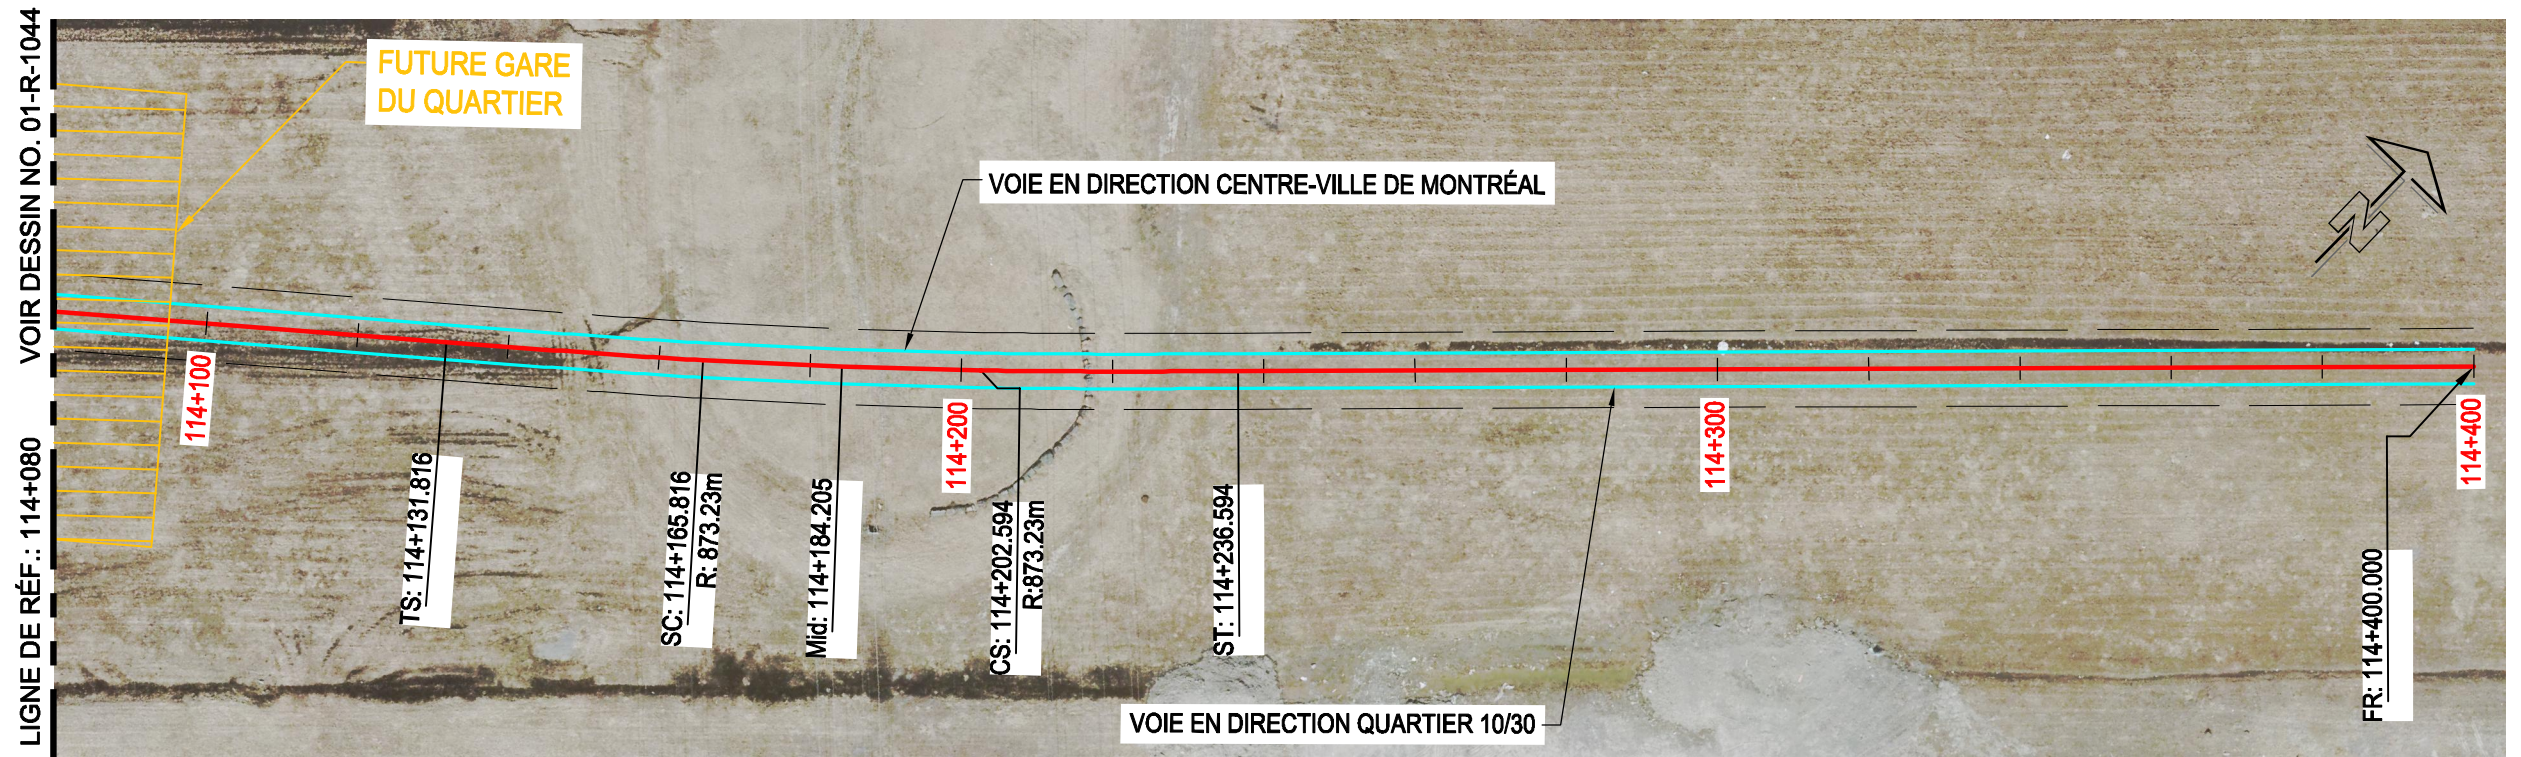 VOIR DESSIN NO. 01-R-1044
LIGNE DE RÉF.: 114+080
FUTURE GARE
DU QUARTIER
VOIE EN DIRECTION CENTRE-VILLE DE MONTRÉAL
N
114+100
TS: 114+131.816
SC: 114+165.816
R: 873.23m
Mid: 114+184.205
114+200
CS: 114+202.594
R:873.23m
ST: 114+236.594
114+300
FR: 114+400.000
114+400
VOIE EN DIRECTION QUARTIER 10/30